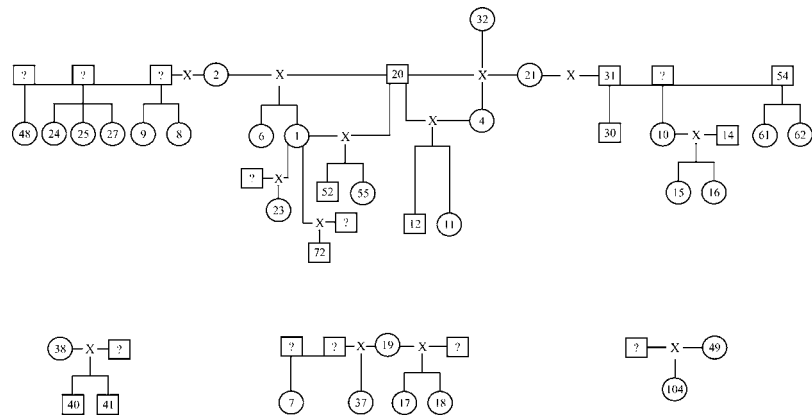 32
? ? ? X 2 X 20 X 21 X 31 ? 54
48 24 25 27 9 8 6 1 X X 4 30 10 X 14 61 62
? X 52 55 15 16
23 X ? 12 11
72
38 X ? ? ? X 19 X ? ? X 49
40 41 7 37 17 18 104